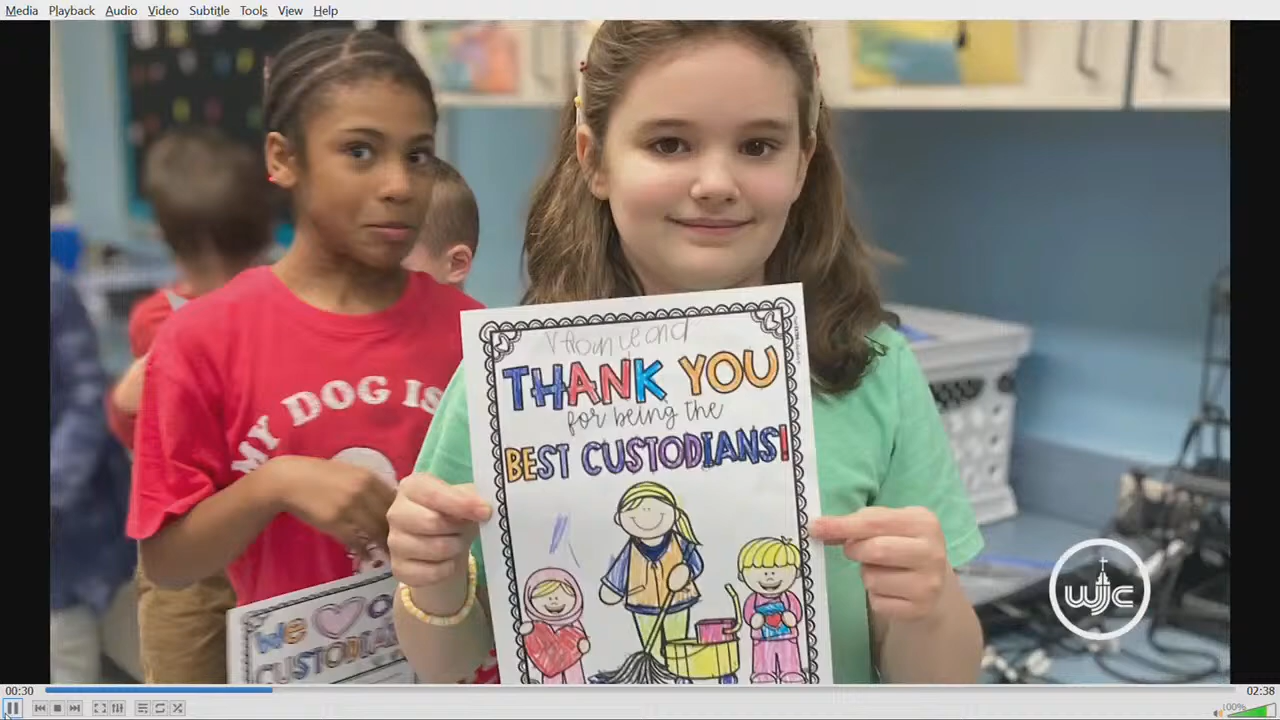 Media Playback Audio Video Subtitle Tools View Help
MY DOG IS
THANK YOU
for being the
BEST CUSTODIANS!
WE
CUSTODIA
WJC
00:30
02:38
100%